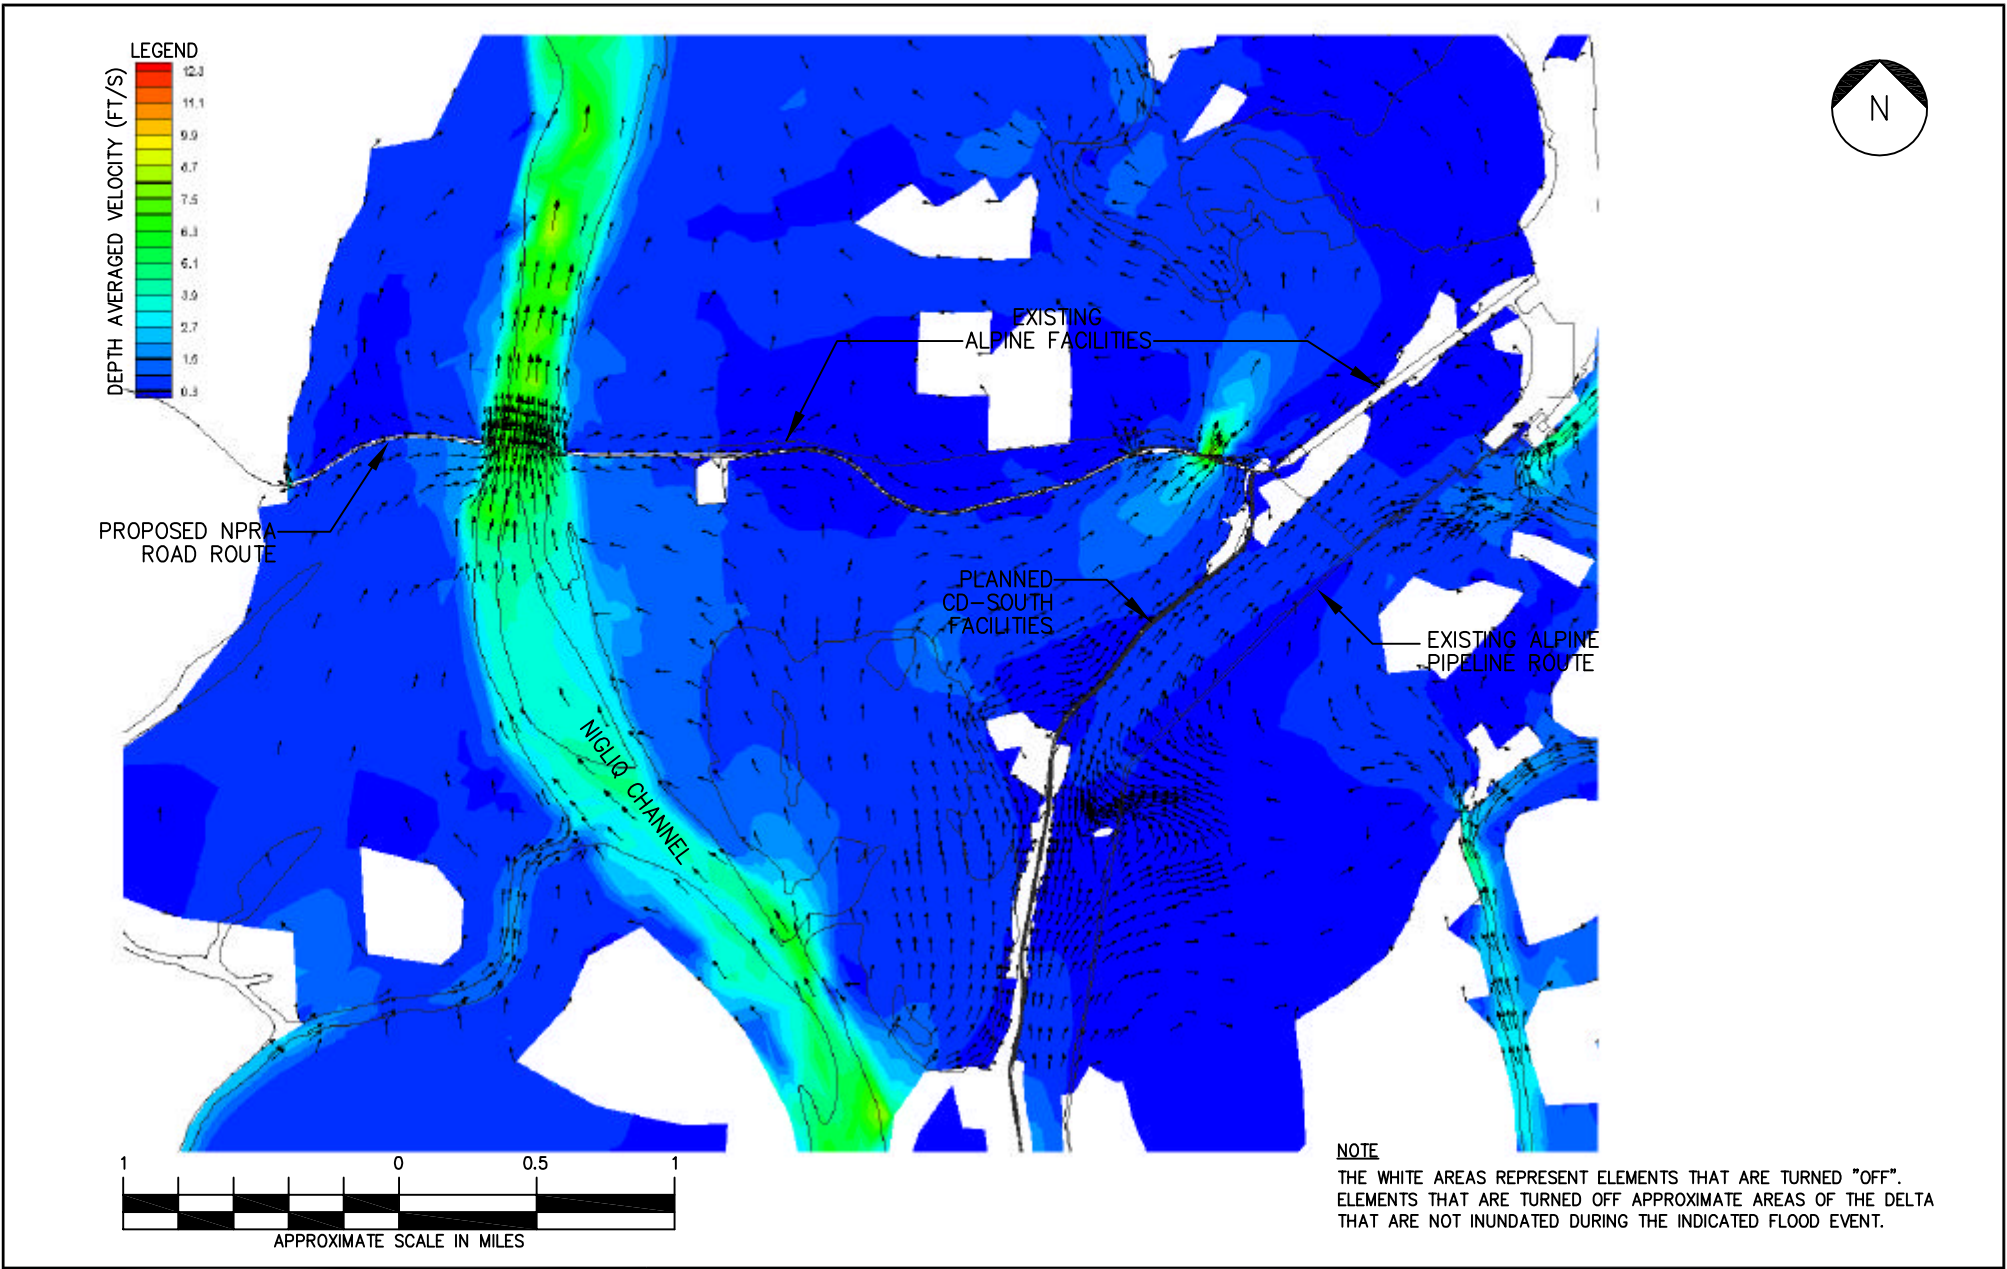 LEGEND
DEPTH AVERAGED VELOCITY (FT/S)
12.3
11.1
9.9
8.7
7.5
6.3
5.1
3.9
2.7
1.5
0.3
N
EXISTING
ALPINE FACILITIES
PROPOSED NPRA
ROAD ROUTE
PLANNED
CD-SOUTH
FACILITIES
EXISTING ALPINE
PIPELINE ROUTE
NIGLIQ CHANNEL
1 0 0.5 1
APPROXIMATE SCALE IN MILES
NOTE
THE WHITE AREAS REPRESENT ELEMENTS THAT ARE TURNED "OFF".
ELEMENTS THAT ARE TURNED OFF APPROXIMATE AREAS OF THE DELTA
THAT ARE NOT INUNDATED DURING THE INDICATED FLOOD EVENT.